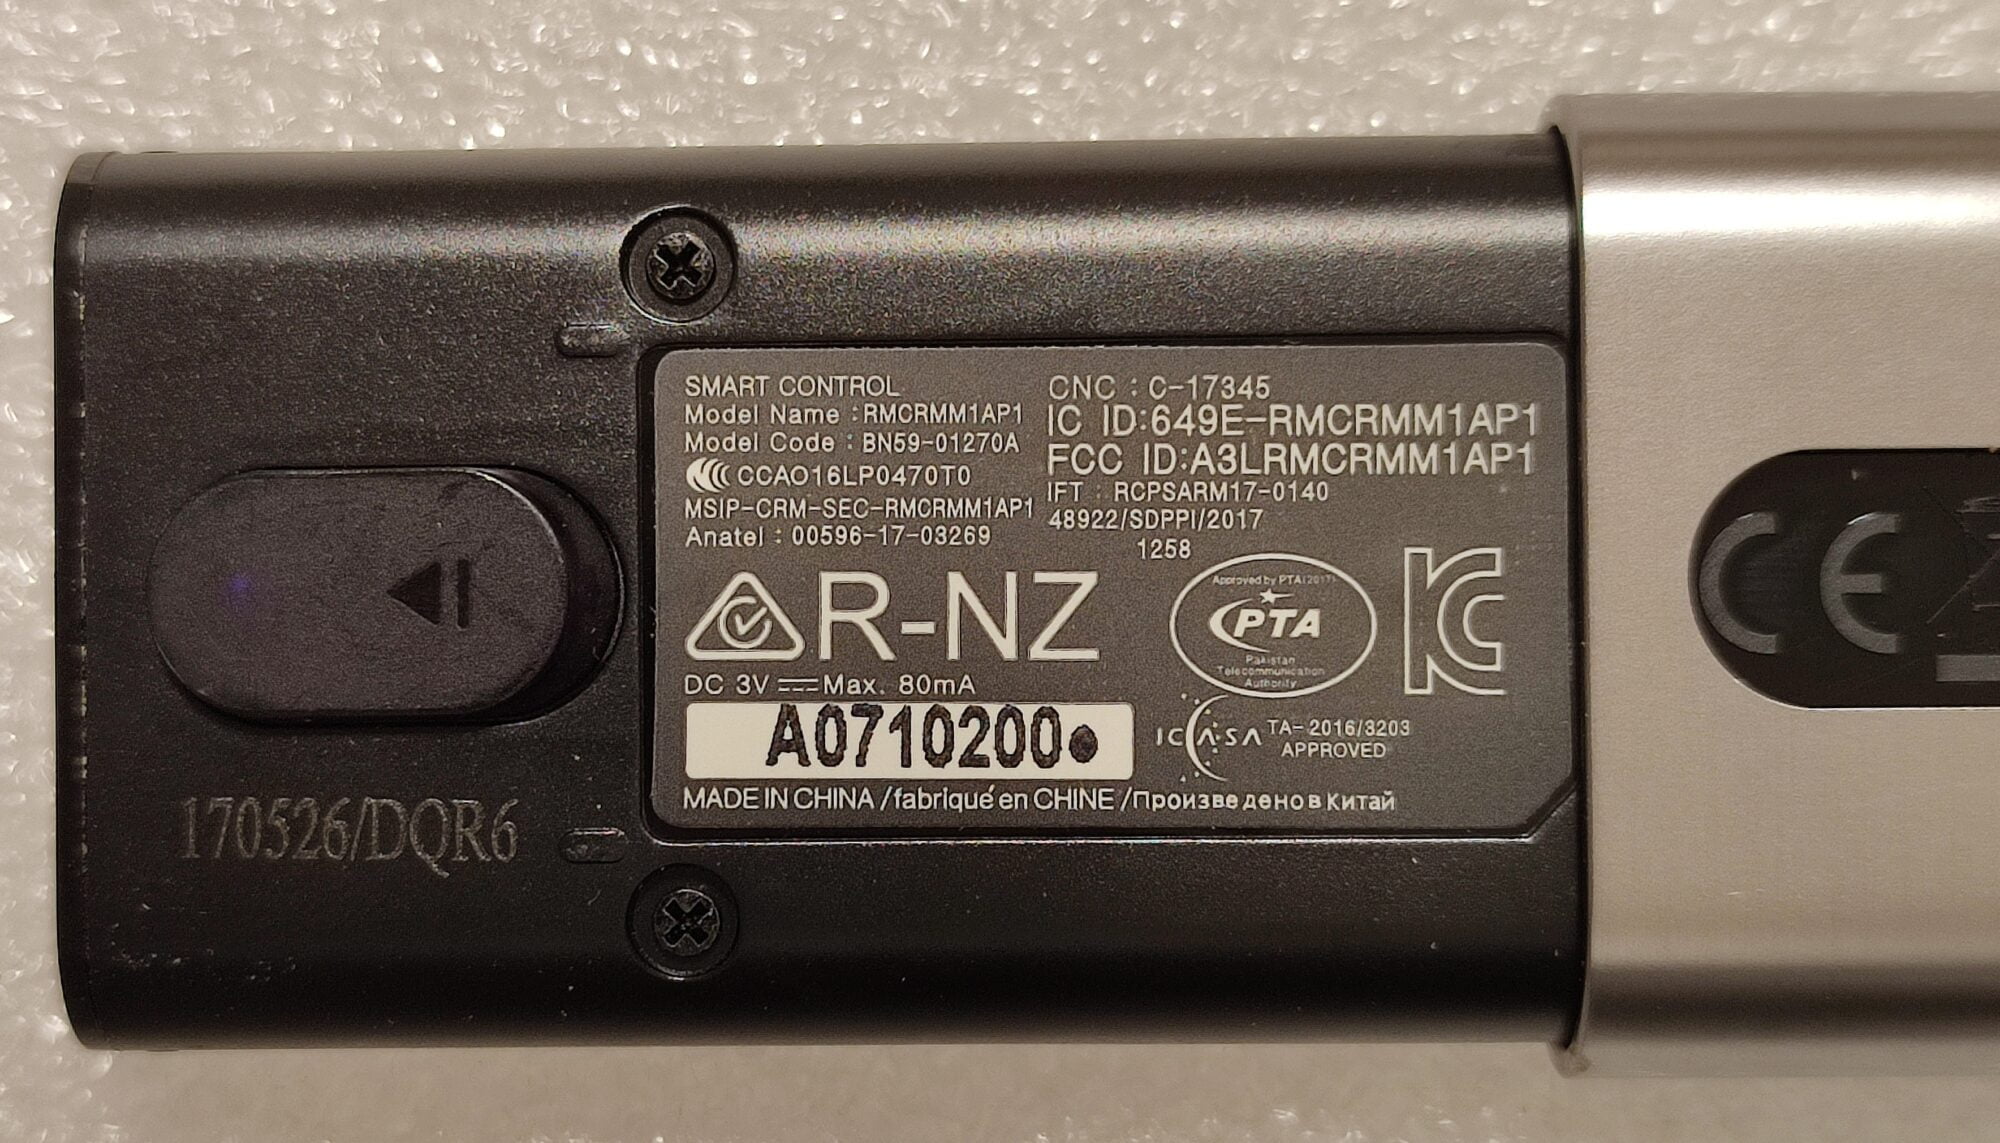 SMART CONTROL
Model Name : RMCRMM1AP1
Model Code : BN59-01270A
CCAO16LP0470T0
MSIP-CRM-SEC-RMCRMM1AP1
Anatel : 00596-17-03269
CNC : C-17345
IC ID:649E-RMCRMM1AP1
FCC ID:A3LRMCRMM1AP1
IFT : RCPSARM17-0140
48922/SDPPI/2017
1258
R-NZ
Approved by PTA(2017)
PTA
Pakistan
Telecommunication
Authority
KC
DC 3V Max. 80mA
A0710200
ICASA TA-2016/3203
APPROVED
MADE IN CHINA /fabriqué en CHINE /Произведено в Китай
170526/DQR6
CE